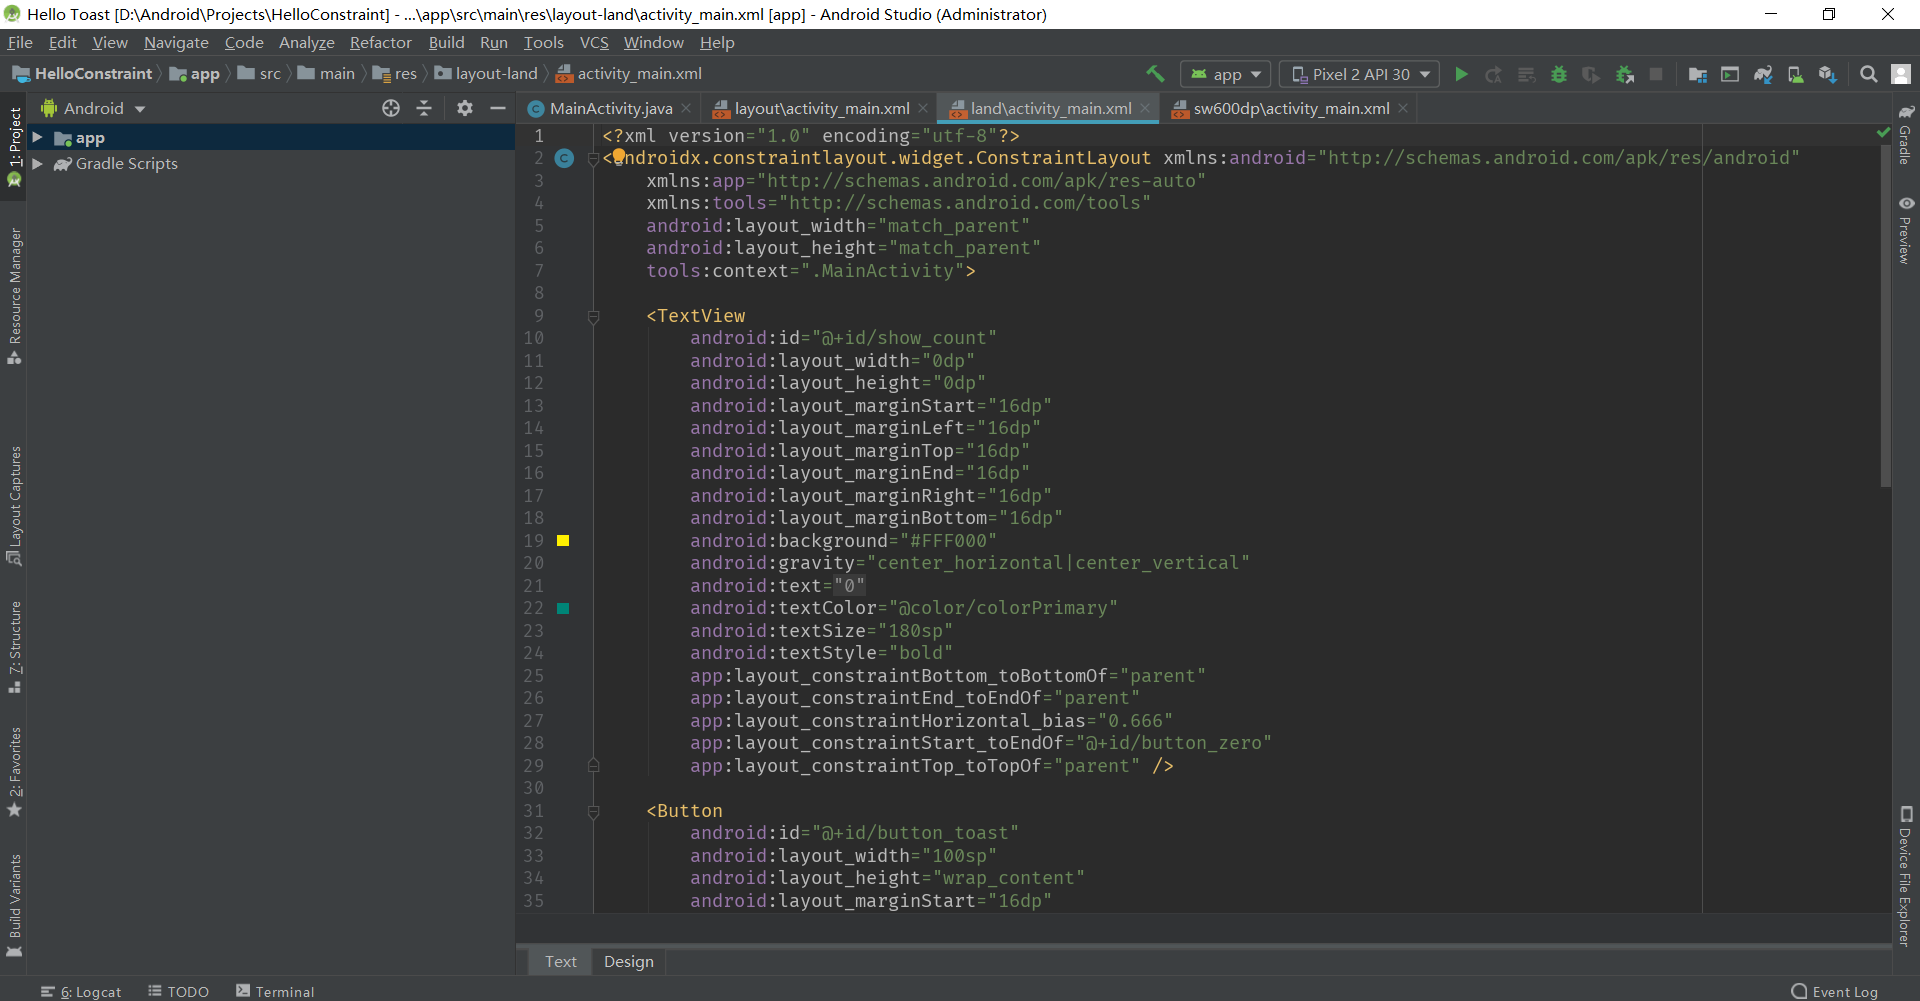 Hello Toast [D:\Android\Projects\HelloConstraint] - ...\app\src\main\res\layout-land\activity_main.xml [app] - Android Studio (Administrator)
File Edit View Navigate Code Analyze Refactor Build Run Tools VCS Window Help
HelloConstraint app src main res layout-land activity_main.xml app Pixel 2 API 30
1: Project
Resource Manager
Layout Captures
7: Structure
2: Favorites
Build Variants
Android
app
Gradle Scripts
MainActivity.java layout\activity_main.xml land\activity_main.xml sw600dp\activity_main.xml
1 <?xml version="1.0" encoding="utf-8"?>
2 <androidx.constraintlayout.widget.ConstraintLayout xmlns:android="http://schemas.android.com/apk/res/android"
3 xmlns:app="http://schemas.android.com/apk/res-auto"
4 xmlns:tools="http://schemas.android.com/tools"
5 android:layout_width="match_parent"
6 android:layout_height="match_parent"
7 tools:context=".MainActivity">
8
9 <TextView
10 android:id="@+id/show_count"
11 android:layout_width="0dp"
12 android:layout_height="0dp"
13 android:layout_marginStart="16dp"
14 android:layout_marginLeft="16dp"
15 android:layout_marginTop="16dp"
16 android:layout_marginEnd="16dp"
17 android:layout_marginRight="16dp"
18 android:layout_marginBottom="16dp"
19 android:background="#FFF000"
20 android:gravity="center_horizontal|center_vertical"
21 android:text="0"
22 android:textColor="@color/colorPrimary"
23 android:textSize="180sp"
24 android:textStyle="bold"
25 app:layout_constraintBottom_toBottomOf="parent"
26 app:layout_constraintEnd_toEndOf="parent"
27 app:layout_constraintHorizontal_bias="0.666"
28 app:layout_constraintStart_toEndOf="@+id/button_zero"
29 app:layout_constraintTop_toTopOf="parent" />
30
31 <Button
32 android:id="@+id/button_toast"
33 android:layout_width="100sp"
34 android:layout_height="wrap_content"
35 android:layout_marginStart="16dp"
Text Design
Gradle
Preview
Device File Explorer
6: Logcat TODO Terminal Event Log